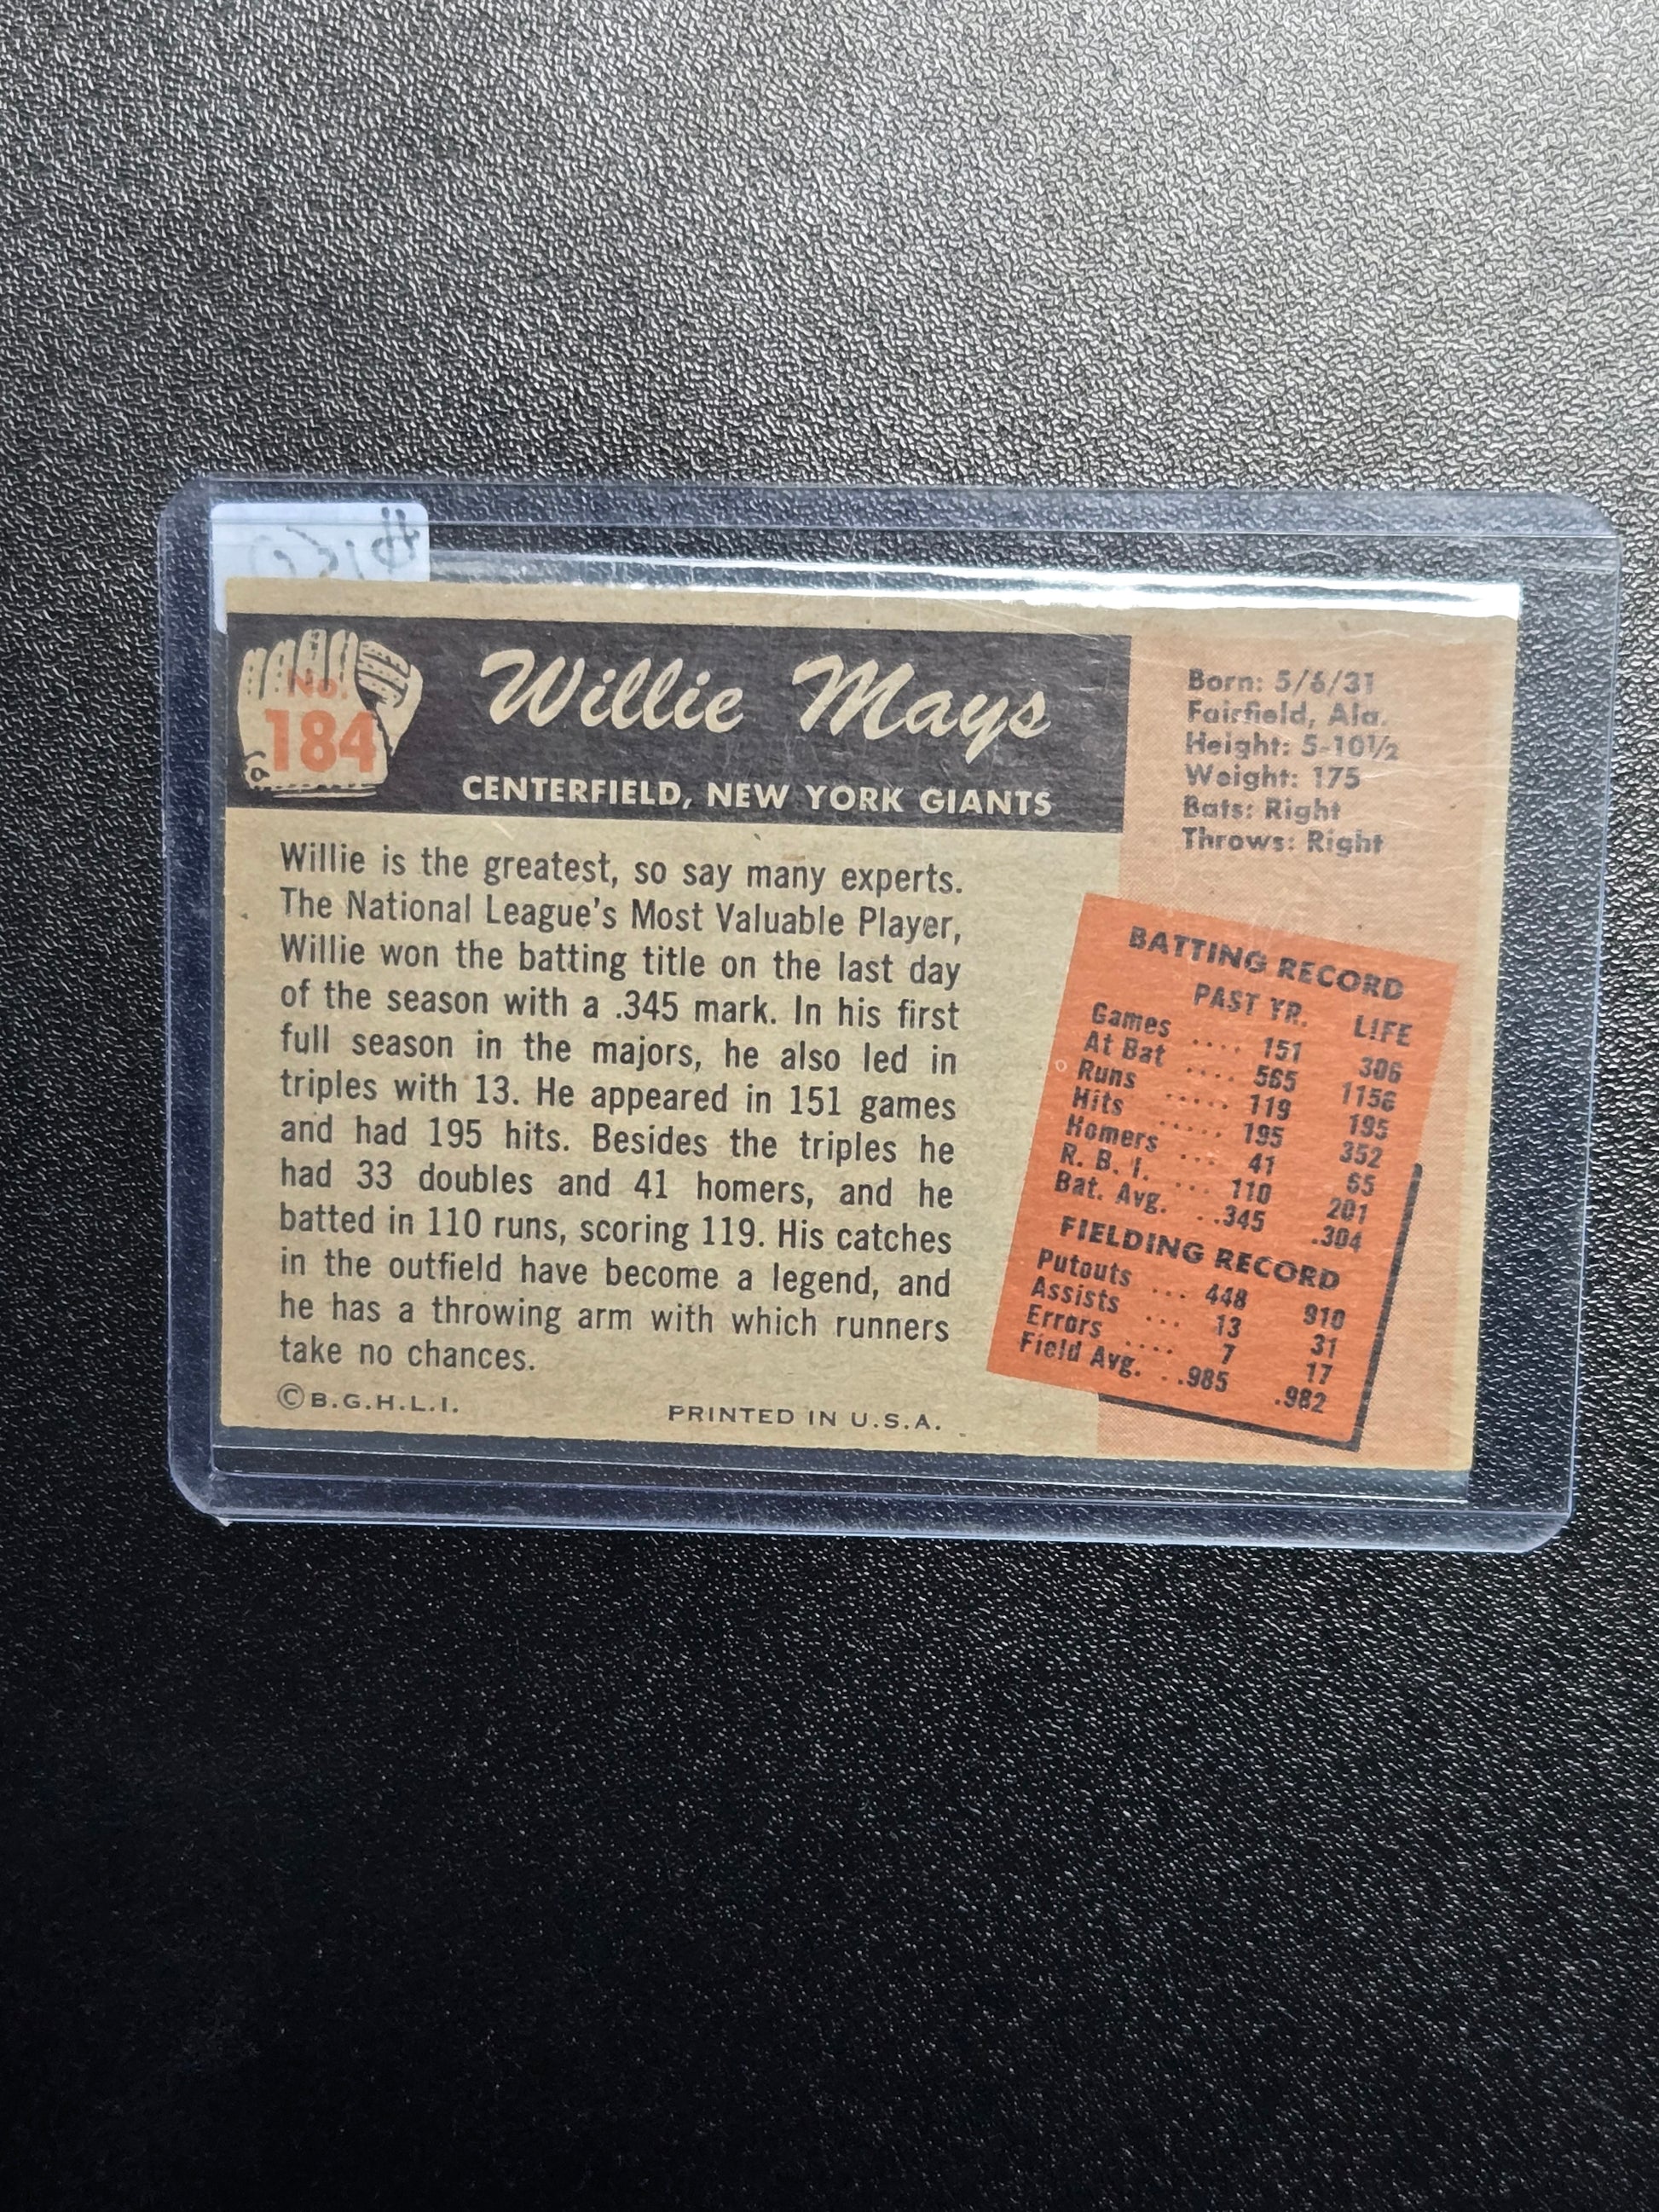 $150
No.
184
Willie Mays
CENTERFIELD, NEW YORK GIANTS
Born: 5/6/31
Fairfield, Ala.
Height: 5-10½
Weight: 175
Bats: Right
Throws: Right
Willie is the greatest, so say many experts.
The National League's Most Valuable Player,
Willie won the batting title on the last day
of the season with a .345 mark. In his first
full season in the majors, he also led in
triples with 13. He appeared in 151 games
and had 195 hits. Besides the triples he
had 33 doubles and 41 homers, and he
batted in 110 runs, scoring 119. His catches
in the outfield have become a legend, and
he has a throwing arm with which runners
take no chances.
© B.G.H.L.I. PRINTED IN U.S.A.
BATTING RECORD
PAST YR. LIFE
Games .... 151 306
At Bat .... 565 1156
Runs ..... 119 195
Hits ..... 195 352
Homers ... 41 65
R. B. I. ... 110 201
Bat. Avg. ..345 .304
FIELDING RECORD
Putouts ... 448 910
Assists ... 13 31
Errors .... 7 17
Field Avg. ..985 .982